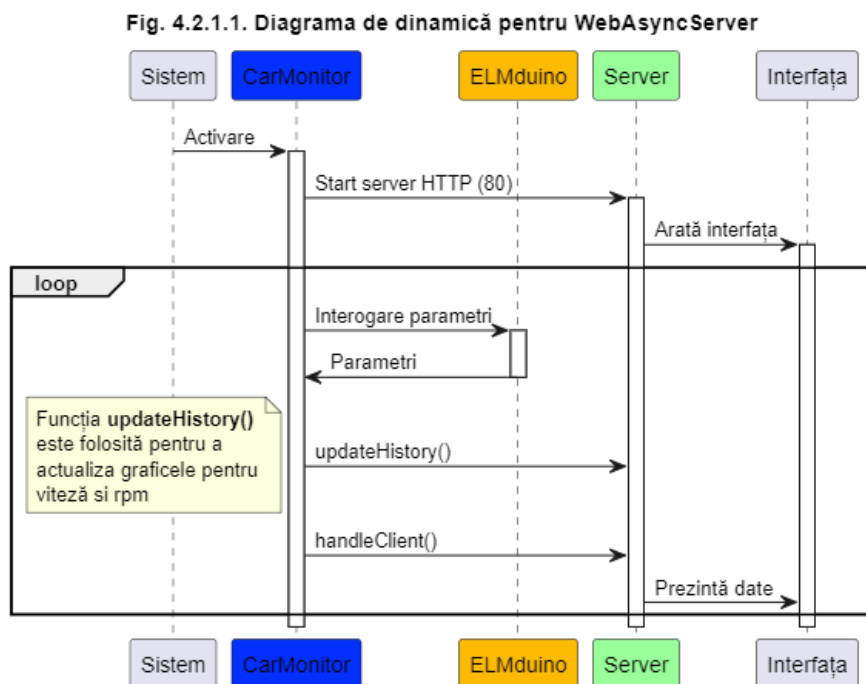 Fig. 4.2.1.1. Diagrama de dinamică pentru WebAsyncServer
Sistem
CarMonitor
ELMduino
Server
Interfața
Activare
Start server HTTP (80)
Arată interfața
loop
Interogare parametri
Parametri
Funcția updateHistory()
este folosită pentru a
actualiza graficele pentru
viteză si rpm
updateHistory()
handleClient()
Prezintă date
Sistem
CarMonitor
ELMduino
Server
Interfața